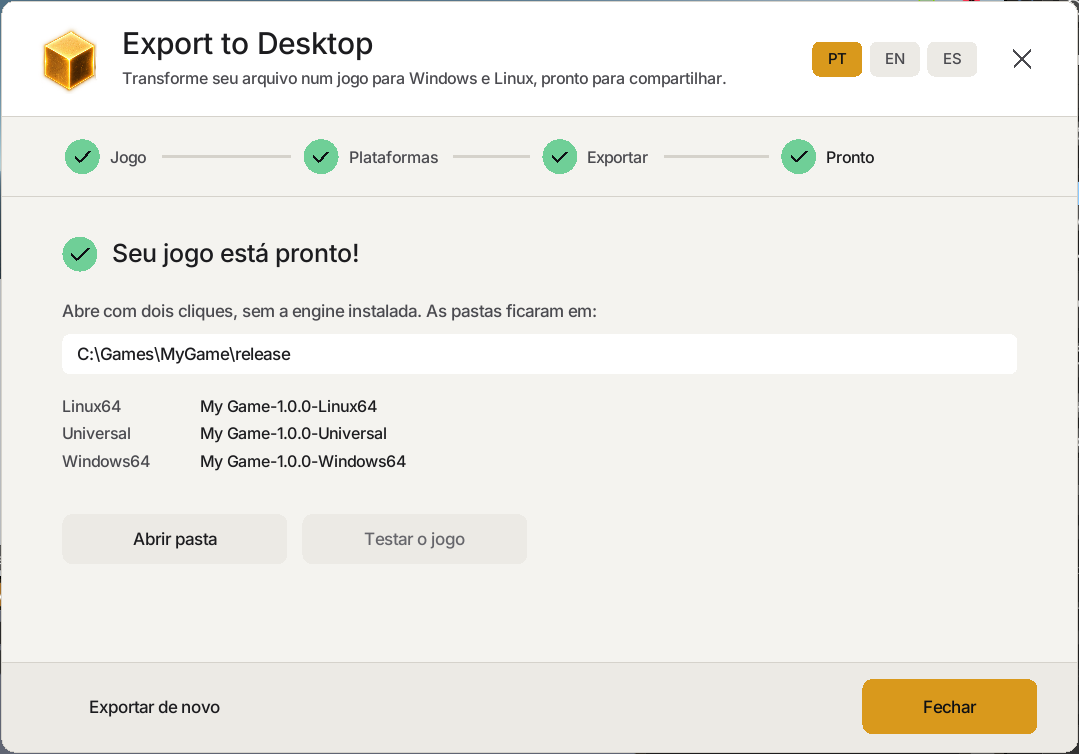 Export to Desktop
Transforme seu arquivo num jogo para Windows e Linux, pronto para compartilhar.
PT EN ES
Jogo Plataformas Exportar Pronto
Seu jogo está pronto!
Abre com dois cliques, sem a engine instalada. As pastas ficaram em:
C:\Games\MyGame\release
Linux64 My Game-1.0.0-Linux64
Universal My Game-1.0.0-Universal
Windows64 My Game-1.0.0-Windows64
Abrir pasta Testar o jogo
Exportar de novo Fechar